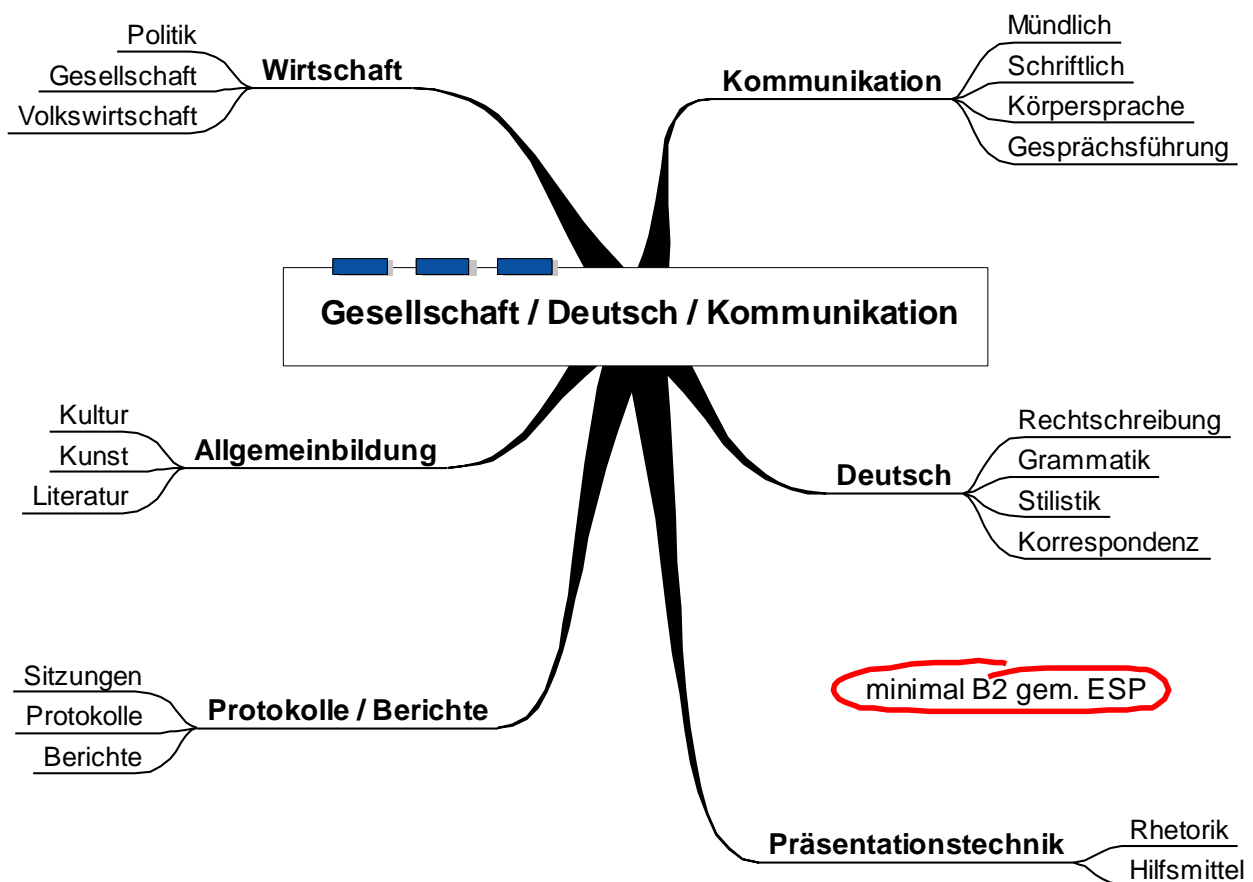 Gesellschaft / Deutsch / Kommunikation
Wirtschaft
Politik
Gesellschaft
Volkswirtschaft
Kommunikation
Mündlich
Schriftlich
Körpersprache
Gesprächsführung
Allgemeinbildung
Kultur
Kunst
Literatur
Deutsch
Rechtschreibung
Grammatik
Stilistik
Korrespondenz
Protokolle / Berichte
Sitzungen
Protokolle
Berichte
minimal B2 gem. ESP
Präsentationstechnik
Rhetorik
Hilfsmittel